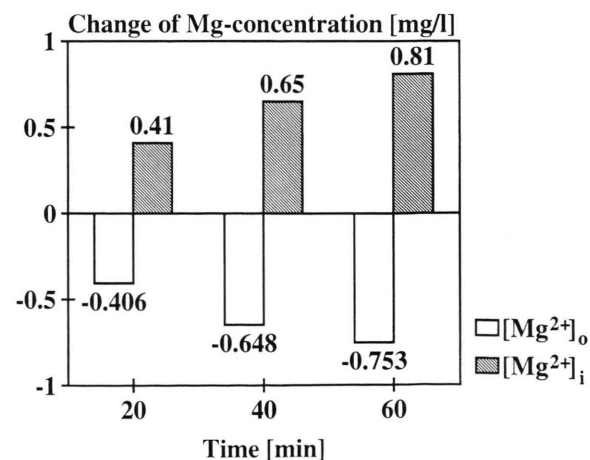 Change of Mg-concentration [mg/l]
1
0.81
0.65
0.5
0.41
0
-0.406
-0.5
-0.648
-0.753
-1
[Mg²⁺]ₒ
[Mg²⁺]ᵢ
20 40 60
Time [min]